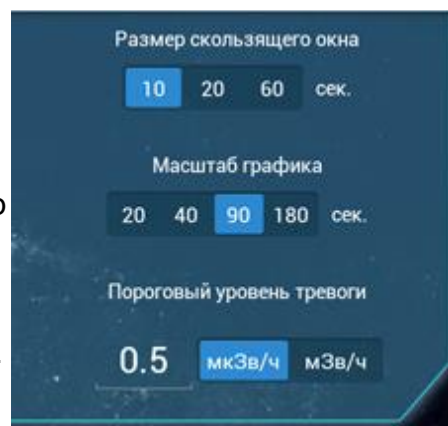 Размер скользящего окна
10 20 60 сек.
Масштаб графика
20 40 90 180 сек.
Пороговый уровень тревоги
0.5 мкЗв/ч мЗв/ч